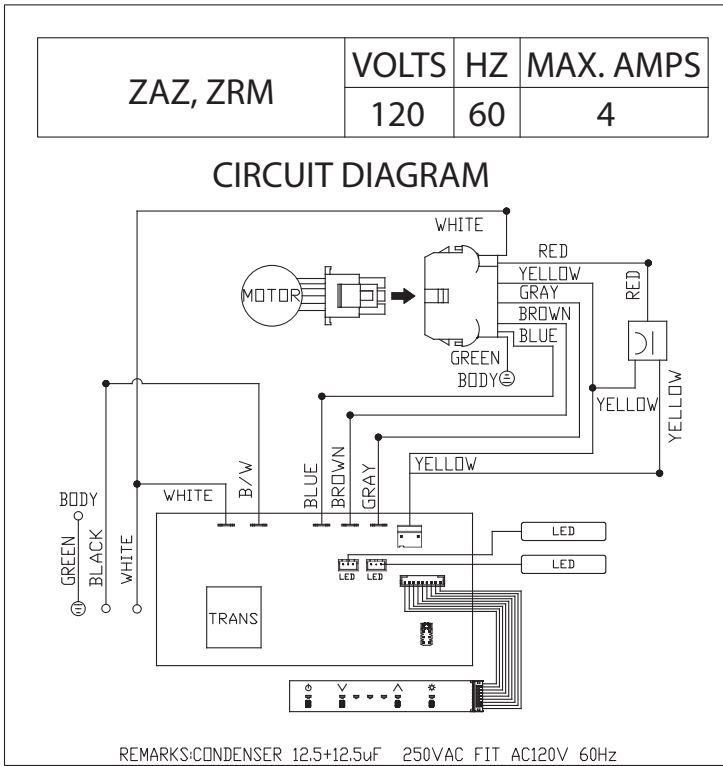 ZAZ, ZRM
VOLTS HZ MAX. AMPS
120 60 4
CIRCUIT DIAGRAM
WHITE
RED
YELLOW
GRAY
BROWN
BLUE
GREEN
BODY
MOTOR
RED
YELLOW
YELLOW
YELLOW
WHITE
B/W
BLUE
BROWN
GRAY
BODY
GREEN
BLACK
WHITE
LED
LED
LED
LED
TRANS
REMARKS:CONDENSER 12.5+12.5uF 250VAC FIT AC120V 60Hz